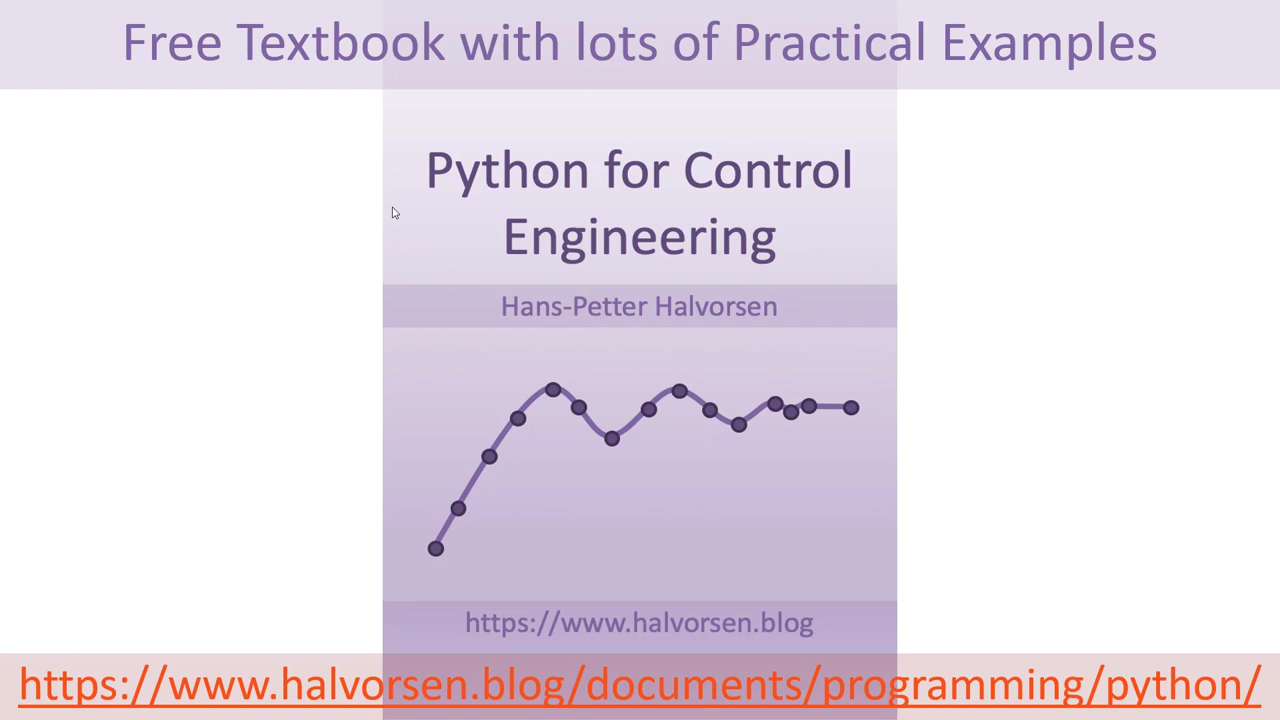 Free Textbook with lots of Practical Examples
Python for Control
Engineering
Hans-Petter Halvorsen
https://www.halvorsen.blog
https://www.halvorsen.blog/documents/programming/python/